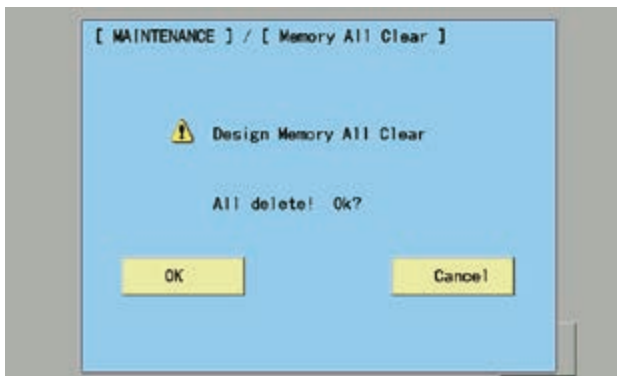 [ MAINTENANCE ] / [ Memory All Clear ]
Design Memory All Clear
All delete! Ok?
OK
Cancel